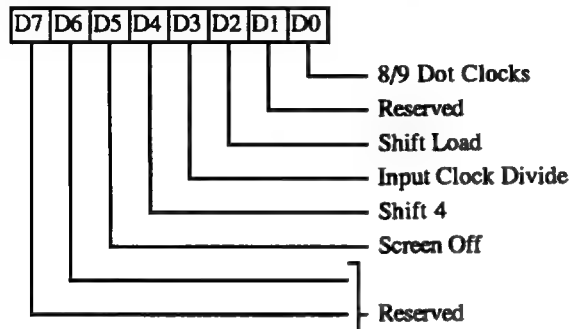 D7 D6 D5 D4 D3 D2 D1 D0
8/9 Dot Clocks
Reserved
Shift Load
Input Clock Divide
Shift 4
Screen Off
Reserved